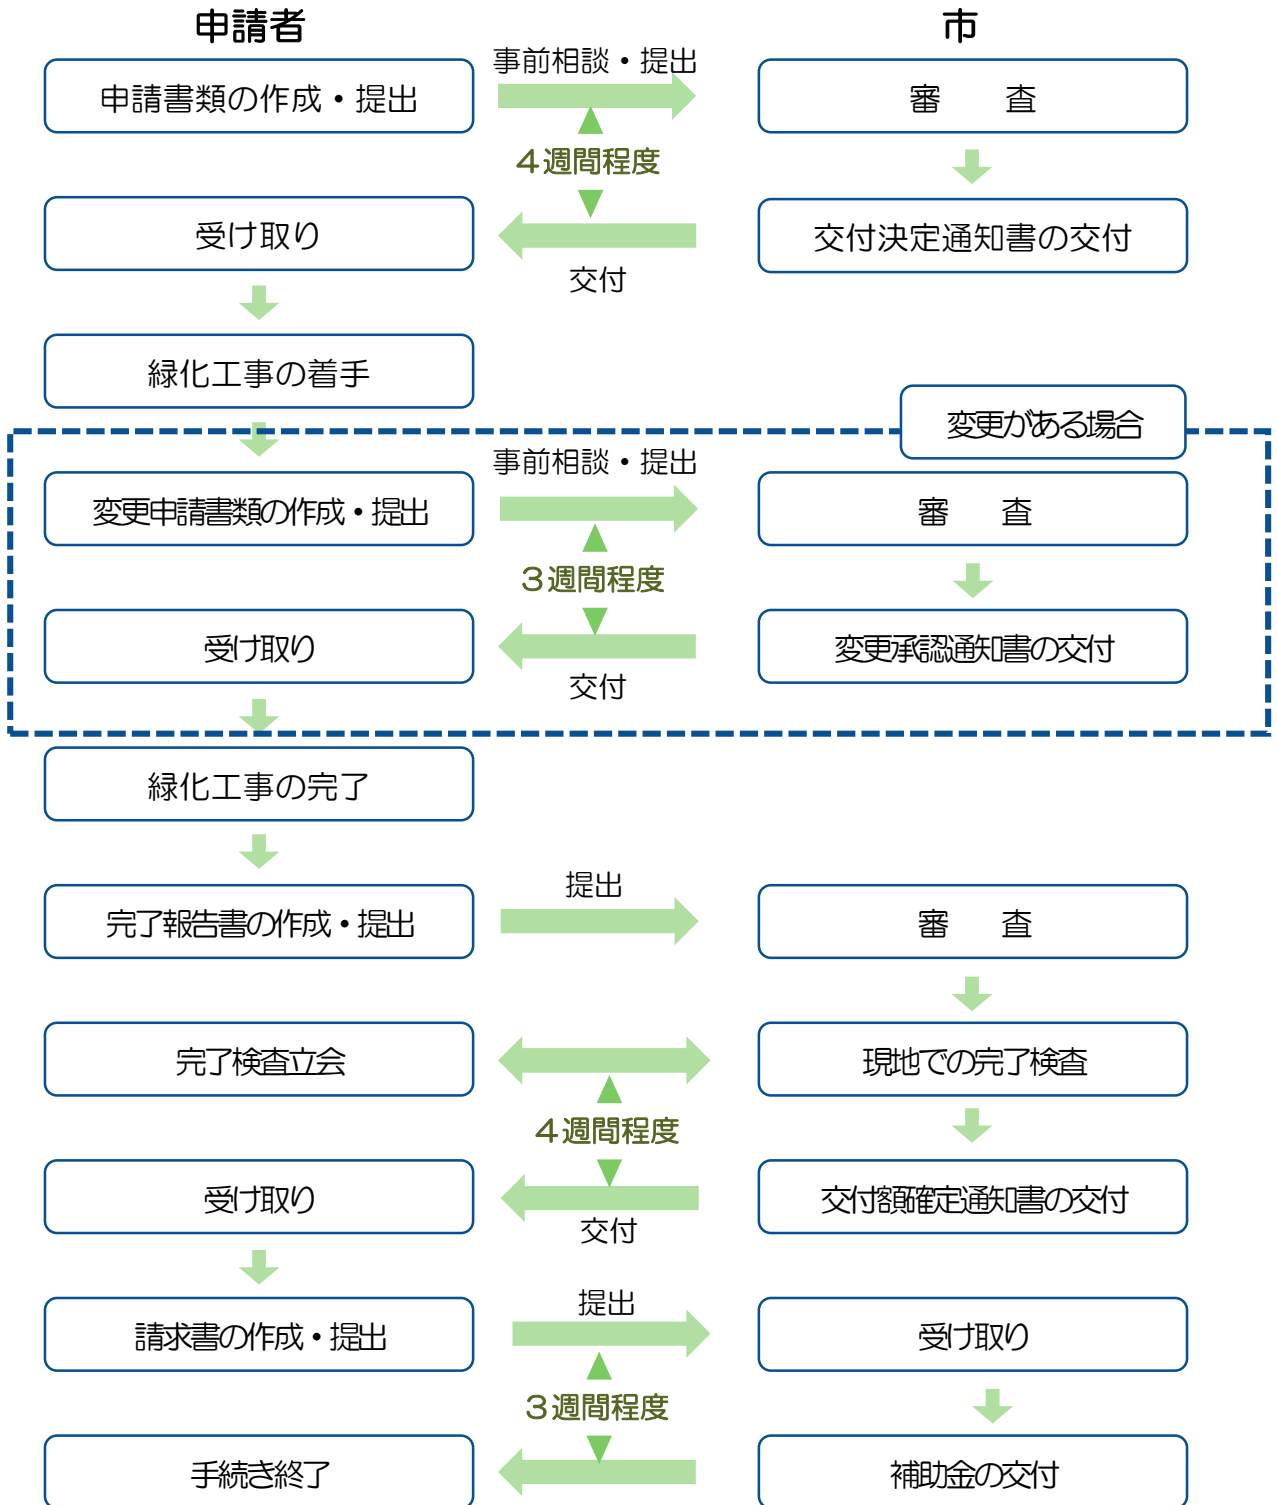 申請者
市
事前相談・提出
申請書類の作成・提出
審　査
４週間程度
受け取り
交付決定通知書の交付
交付
緑化工事の着手
変更がある場合
事前相談・提出
変更申請書類の作成・提出
審　査
３週間程度
受け取り
変更承認通知書の交付
交付
緑化工事の完了
提出
完了報告書の作成・提出
審　査
完了検査立会
現地での完了検査
４週間程度
受け取り
交付額確定通知書の交付
交付
提出
請求書の作成・提出
受け取り
３週間程度
手続き終了
補助金の交付